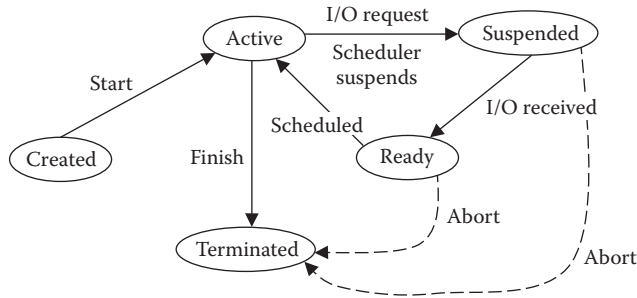 I/O request
Active
Suspended
Scheduler
suspends
Start
I/O received
Scheduled
Created
Finish
Ready
Abort
Terminated
Abort